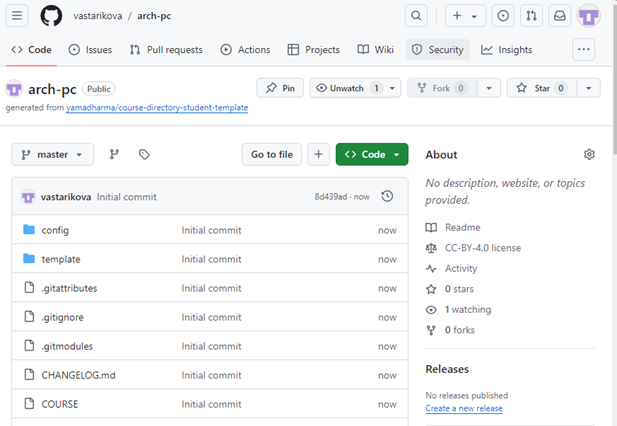 vastarikova / arch-pc
Code Issues Pull requests Actions Projects Wiki Security Insights
arch-pc Public Pin Unwatch 1 Fork 0 Star 0
generated from yamadharma/course-directory-student-template
master Go to file Code
vastarikova Initial commit 8d439ad · now
config Initial commit now
template Initial commit now
.gitattributes Initial commit now
.gitignore Initial commit now
.gitmodules Initial commit now
CHANGELOG.md Initial commit now
COURSE Initial commit now
About
No description, website, or topics
provided.
Readme
CC-BY-4.0 license
Activity
0 stars
1 watching
0 forks
Releases
No releases published
Create a new release